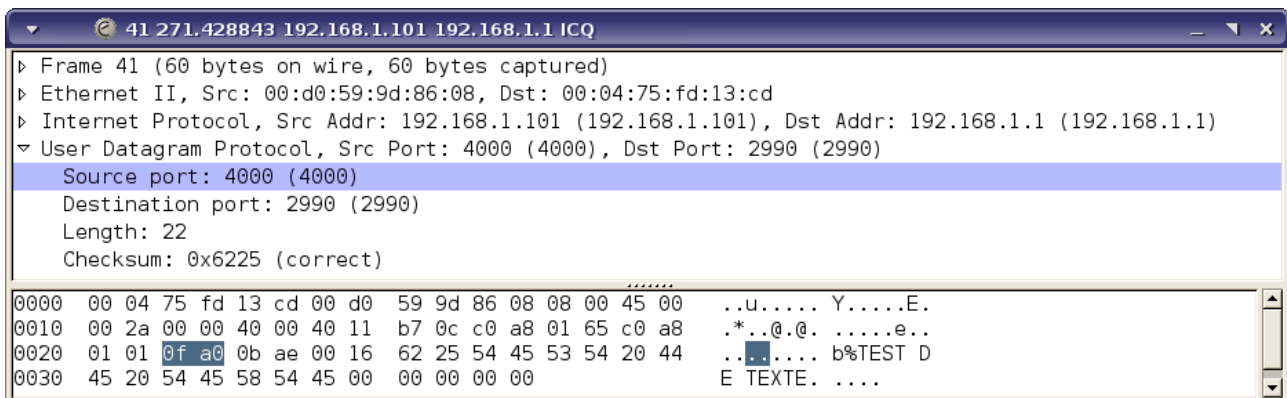 41 271.428843 192.168.1.101 192.168.1.1 ICQ
Frame 41 (60 bytes on wire, 60 bytes captured)
Ethernet II, Src: 00:d0:59:9d:86:08, Dst: 00:04:75:fd:13:cd
Internet Protocol, Src Addr: 192.168.1.101 (192.168.1.101), Dst Addr: 192.168.1.1 (192.168.1.1)
User Datagram Protocol, Src Port: 4000 (4000), Dst Port: 2990 (2990)
Source port: 4000 (4000)
Destination port: 2990 (2990)
Length: 22
Checksum: 0x6225 (correct)
0000 00 04 75 fd 13 cd 00 d0 59 9d 86 08 08 00 45 00 ..u..... Y.....E.
0010 00 2a 00 00 40 00 40 11 b7 0c c0 a8 01 65 c0 a8 .*..@.@. .....e..
0020 01 01 0f a0 0b ae 00 16 62 25 54 45 53 54 20 44 ........ b%TEST D
0030 45 20 54 45 58 54 45 00 00 00 00 00 E TEXTE. ....